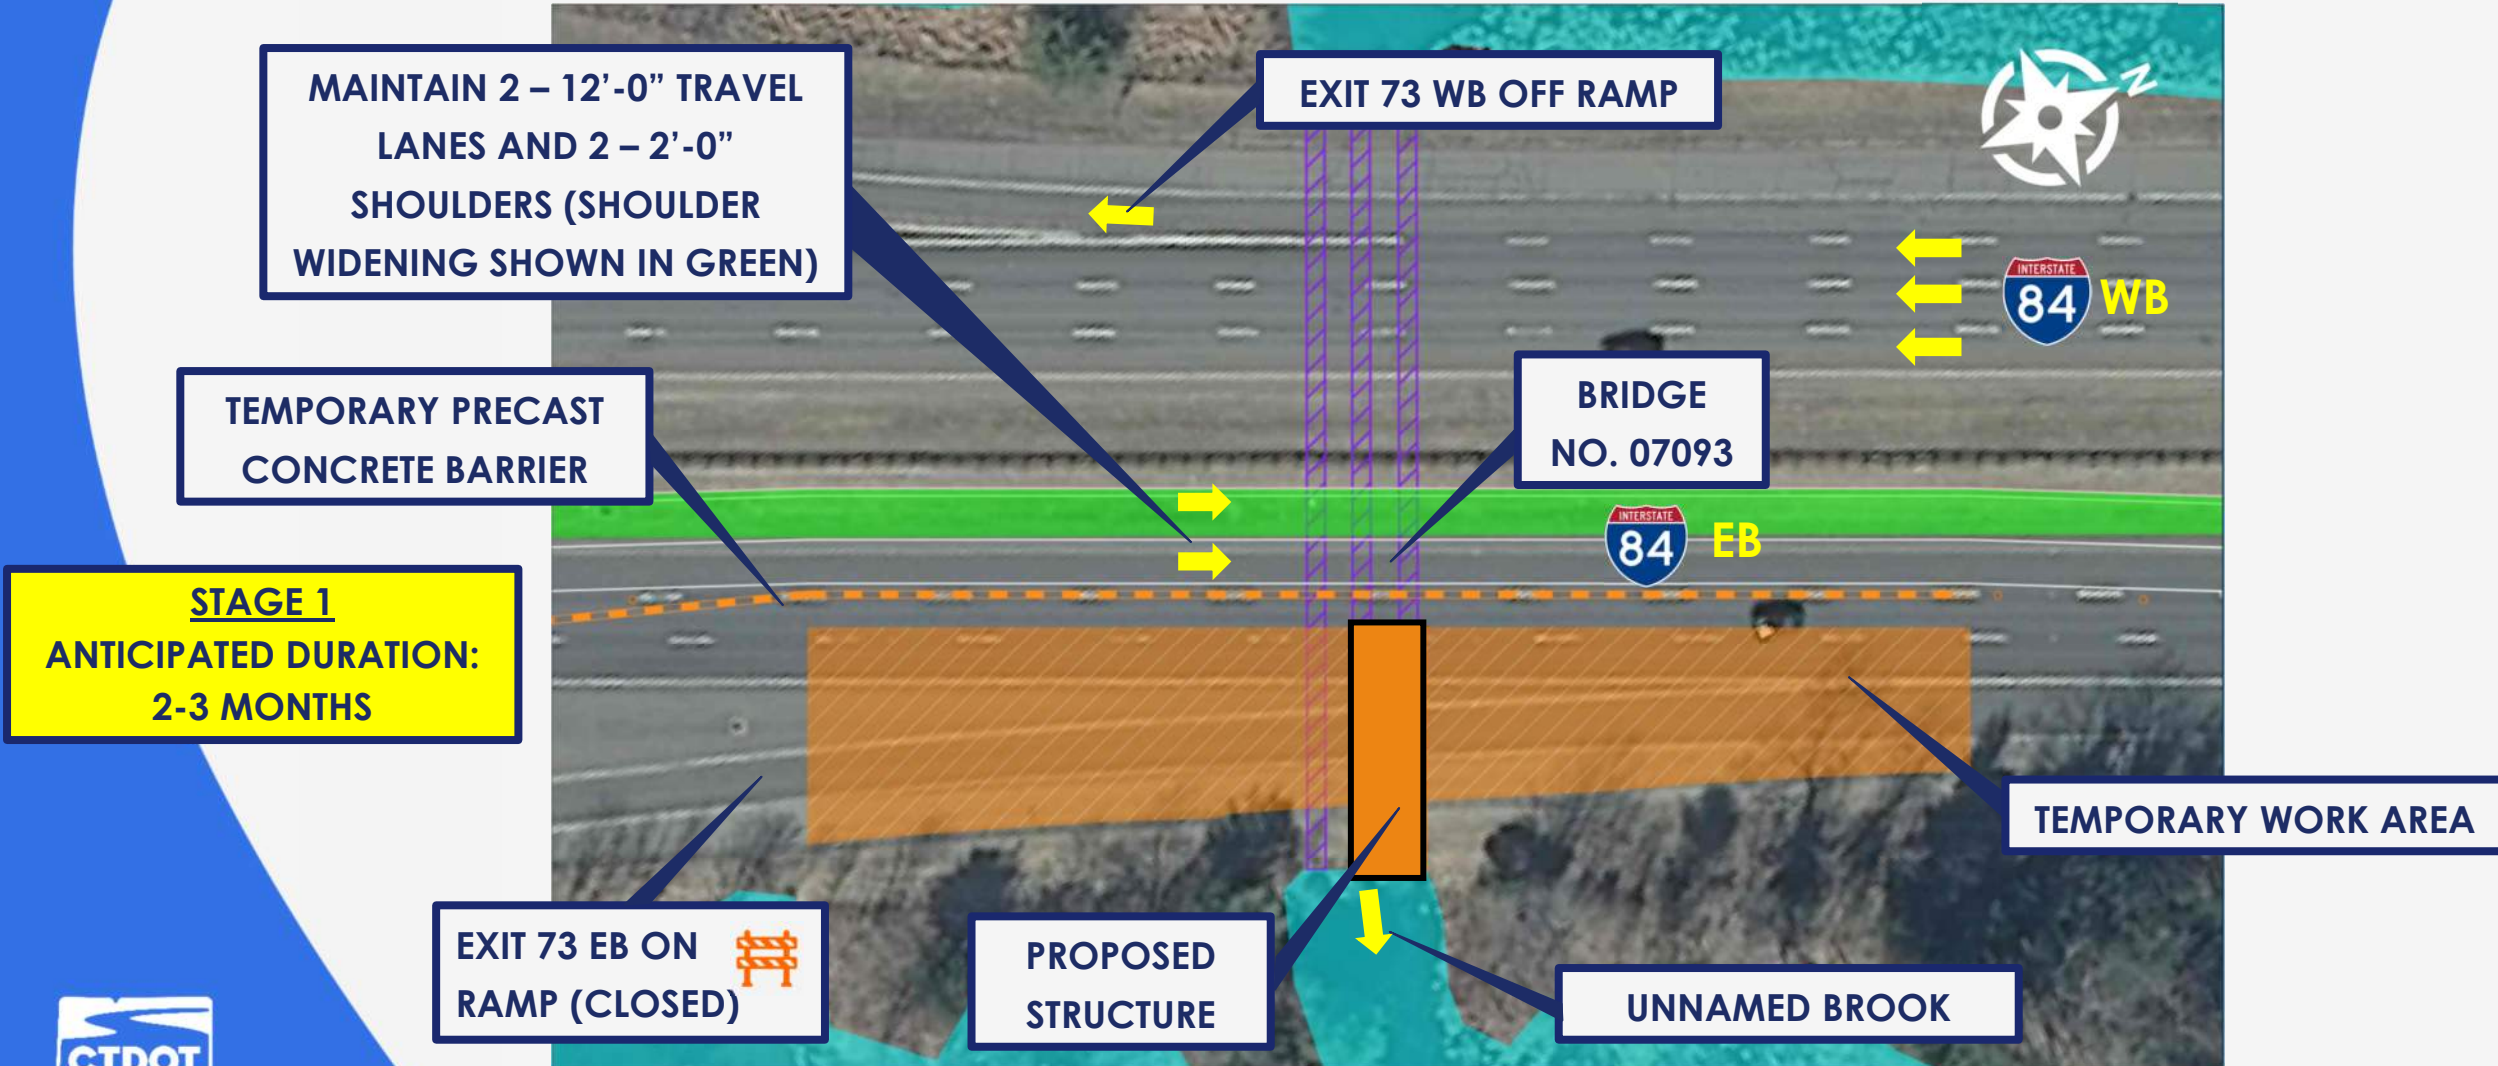 MAINTAIN 2 – 12’-0” TRAVEL
LANES AND 2 – 2’-0”
SHOULDERS (SHOULDER
WIDENING SHOWN IN GREEN)
EXIT 73 WB OFF RAMP
N
INTERSTATE
84
WB
TEMPORARY PRECAST
CONCRETE BARRIER
BRIDGE
NO. 07093
INTERSTATE
84
EB
STAGE 1
ANTICIPATED DURATION:
2-3 MONTHS
TEMPORARY WORK AREA
EXIT 73 EB ON
RAMP (CLOSED)
PROPOSED
STRUCTURE
UNNAMED BROOK
CTDOT